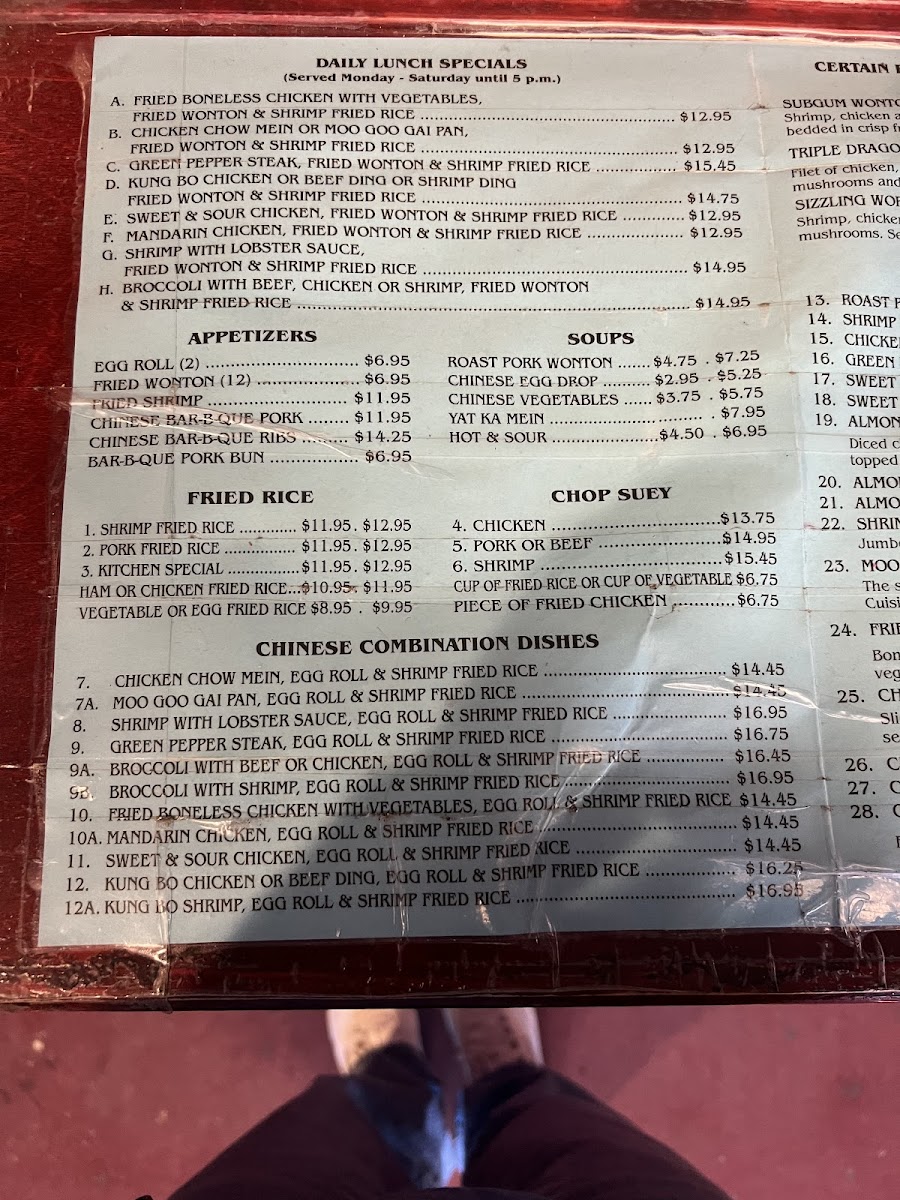 DAILY LUNCH SPECIALS
(Served Monday - Saturday until 5 p.m.)
A. FRIED BONELESS CHICKEN WITH VEGETABLES,
FRIED WONTON & SHRIMP FRIED RICE ........ $12.95
B. CHICKEN CHOW MEIN OR MOO GOO GAI PAN,
FRIED WONTON & SHRIMP FRIED RICE ........ $12.95
C. GREEN PEPPER STEAK, FRIED WONTON & SHRIMP FRIED RICE ........ $15.45
D. KUNG BO CHICKEN OR BEEF DING OR SHRIMP DING
FRIED WONTON & SHRIMP FRIED RICE ........ $14.75
E. SWEET & SOUR CHICKEN, FRIED WONTON & SHRIMP FRIED RICE ........ $12.95
F. MANDARIN CHICKEN, FRIED WONTON & SHRIMP FRIED RICE ........ $12.95
G. SHRIMP WITH LOBSTER SAUCE,
FRIED WONTON & SHRIMP FRIED RICE ........ $14.95
H. BROCCOLI WITH BEEF, CHICKEN OR SHRIMP, FRIED WONTON
& SHRIMP FRIED RICE ........ $14.95
APPETIZERS
EGG ROLL (2) ........ $6.95
FRIED WONTON (12) ........ $6.95
FRIED SHRIMP ........ $11.95
CHINESE BAR-B-QUE PORK ........ $11.95
CHINESE BAR-B-QUE RIBS ........ $14.25
BAR-B-QUE PORK BUN ........ $6.95
SOUPS
ROAST PORK WONTON ....... $4.75 . $7.25
CHINESE EGG DROP ........ $2.95 . $5.25
CHINESE VEGETABLES ...... $3.75 . $5.75
YAT KA MEIN ........ $7.95
HOT & SOUR ........ $4.50 . $6.95
FRIED RICE
1. SHRIMP FRIED RICE ............ $11.95 . $12.95
2. PORK FRIED RICE ............... $11.95 . $12.95
3. KITCHEN SPECIAL ............... $11.95 . $12.95
HAM OR CHICKEN FRIED RICE...$10.95 . $11.95
VEGETABLE OR EGG FRIED RICE $8.95 . $9.95
CHOP SUEY
4. CHICKEN ........ $13.75
5. PORK OR BEEF ........ $14.95
6. SHRIMP ........ $15.45
CUP OF FRIED RICE OR CUP OF VEGETABLE $6.75
PIECE OF FRIED CHICKEN ............ $6.75
CHINESE COMBINATION DISHES
7. CHICKEN CHOW MEIN, EGG ROLL & SHRIMP FRIED RICE ........ $14.45
7A. MOO GOO GAI PAN, EGG ROLL & SHRIMP FRIED RICE ........ $14.45
8. SHRIMP WITH LOBSTER SAUCE, EGG ROLL & SHRIMP FRIED RICE ........ $16.95
9. GREEN PEPPER STEAK, EGG ROLL & SHRIMP FRIED RICE ........ $16.75
9A. BROCCOLI WITH BEEF OR CHICKEN, EGG ROLL & SHRIMP FRIED RICE ........ $16.45
9B. BROCCOLI WITH SHRIMP, EGG ROLL & SHRIMP FRIED RICE ........ $16.95
10. FRIED BONELESS CHICKEN WITH VEGETABLES, EGG ROLL & SHRIMP FRIED RICE $14.45
10A. MANDARIN CHICKEN, EGG ROLL & SHRIMP FRIED RICE ........ $14.45
11. SWEET & SOUR CHICKEN, EGG ROLL & SHRIMP FRIED RICE ........ $14.45
12. KUNG BO CHICKEN OR BEEF DING, EGG ROLL & SHRIMP FRIED RICE ........ $16.25
12A. KUNG BO SHRIMP, EGG ROLL & SHRIMP FRIED RICE ........ $16.95
CERTAIN
SUBGUM WONTO
Shrimp, chicken a
bedded in crisp f
TRIPLE DRAGO
Filet of chicken,
mushrooms and
SIZZLING WO
Shrimp, chicke
mushrooms. Se
13. ROAST
14. SHRIMP
15. CHICKE
16. GREEN
17. SWEET
18. SWEET
19. ALMON
Diced c
topped
20. ALMO
21. ALMO
22. SHRI
Jumb
23. MOO
The s
Cuisi
24. FRI
Bon
veg
25. CH
Sli
se
26. C
27. C
28. C